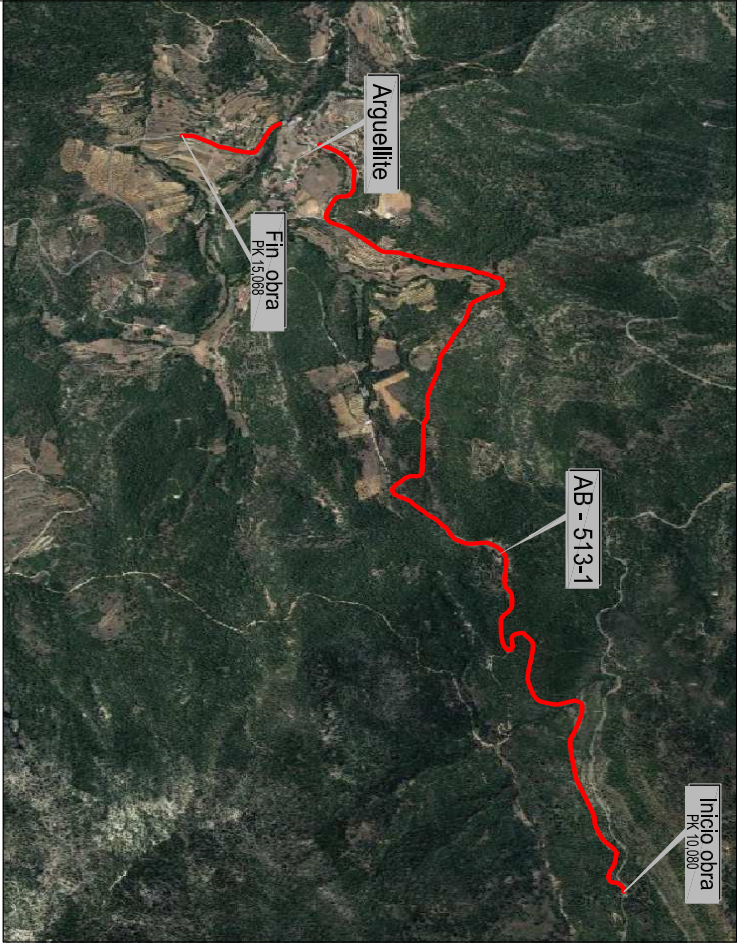 Arguellite
Fin obra
PK 15,068
AB - 513-1
Inicio obra
PK 10,080